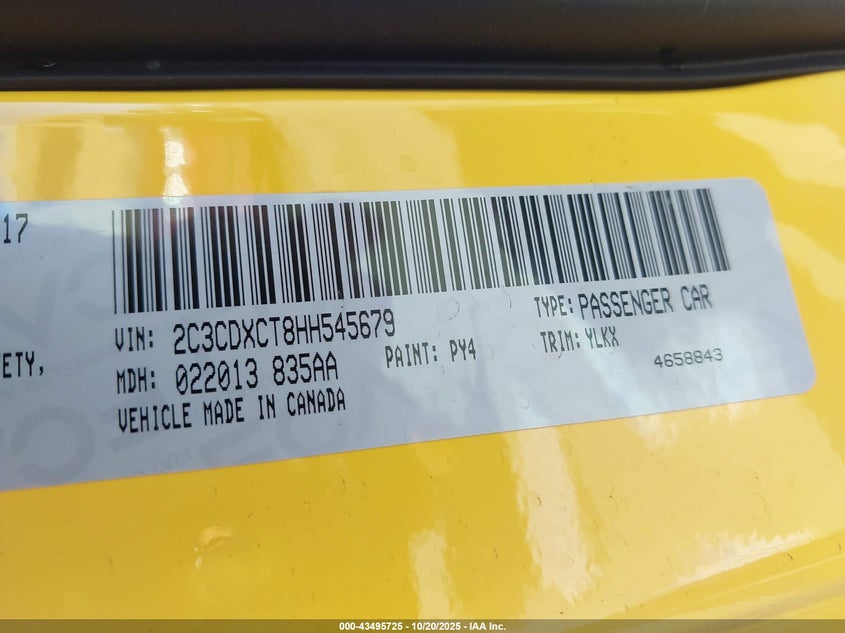 17
VIN: 2C3CDXCT8HH545679
TYPE: PASSENGER CAR
ETY,
MDH: 022013 835AA
PAINT: PY4
TRIM: YLKX
4658843
VEHICLE MADE IN CANADA
000-43495725 - 10/20/2025 - IAA Inc.